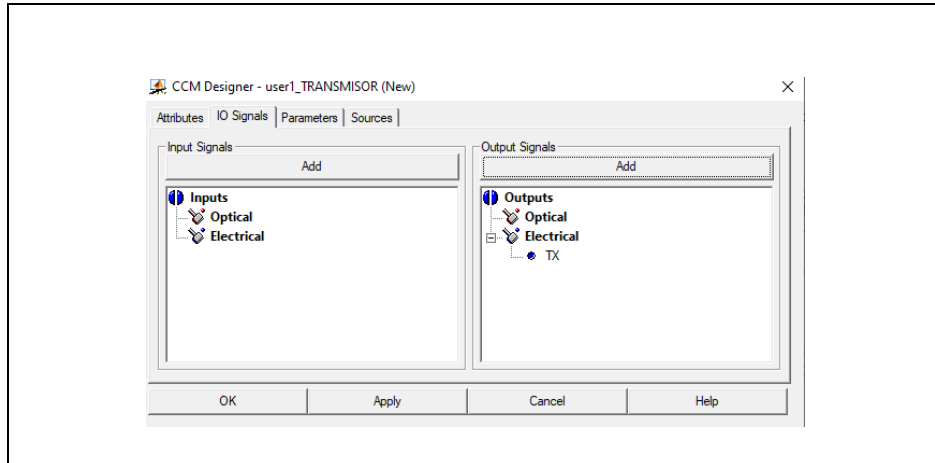 CCM Designer - user1_TRANSMISOR (New)
Attributes IO Signals Parameters Sources
Input Signals
Add
Inputs
Optical
Electrical
Output Signals
Add
Outputs
Optical
Electrical
TX
OK Apply Cancel Help